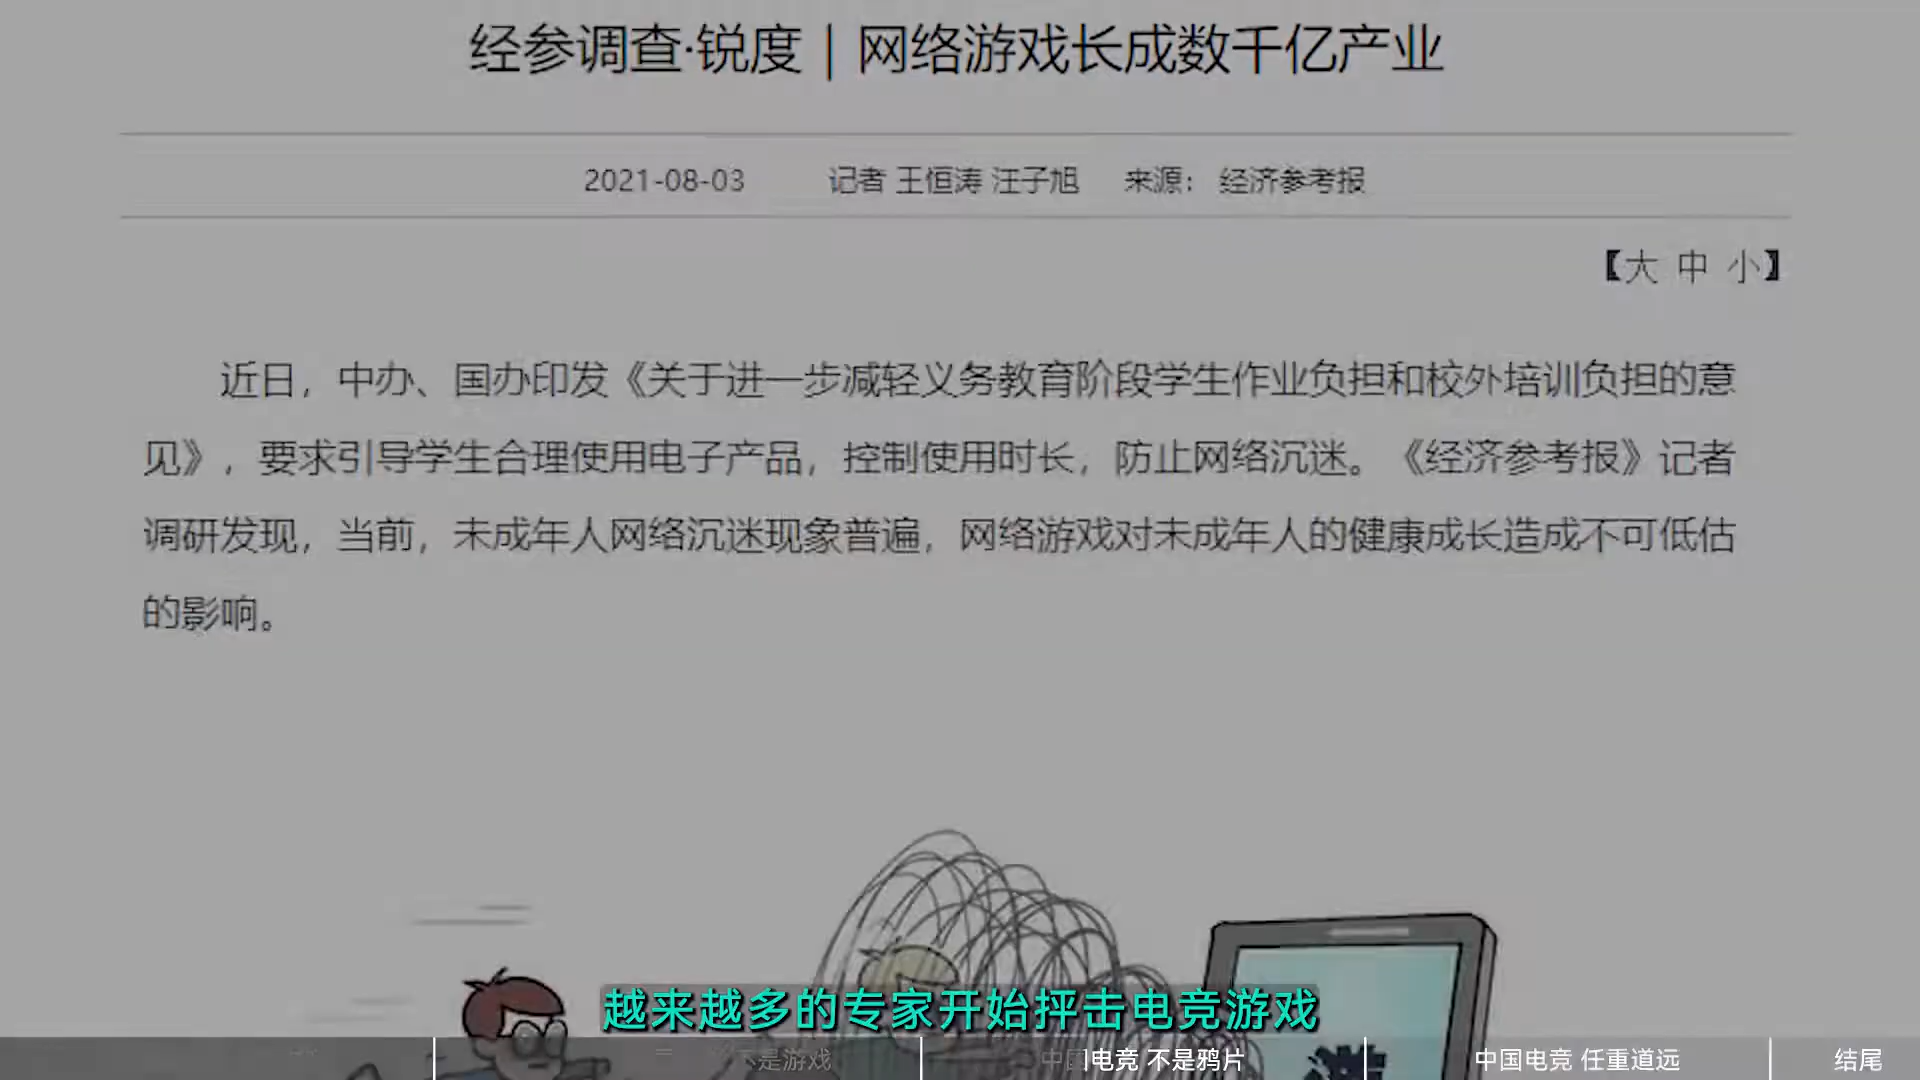 经参调查·锐度｜网络游戏长成数千亿产业
2021-08-03 记者 王恒涛 汪子旭 来源： 经济参考报
【大 中 小】
近日，中办、国办印发《关于进一步减轻义务教育阶段学生作业负担和校外培训负担的意
见》，要求引导学生合理使用电子产品，控制使用时长，防止网络沉迷。《经济参考报》记者
调研发现，当前，未成年人网络沉迷现象普遍，网络游戏对未成年人的健康成长造成不可低估
的影响。
越来越多的专家开始抨击电竞游戏
不是游戏
中国电竞 不是鸦片
中国电竞 任重道远
结尾